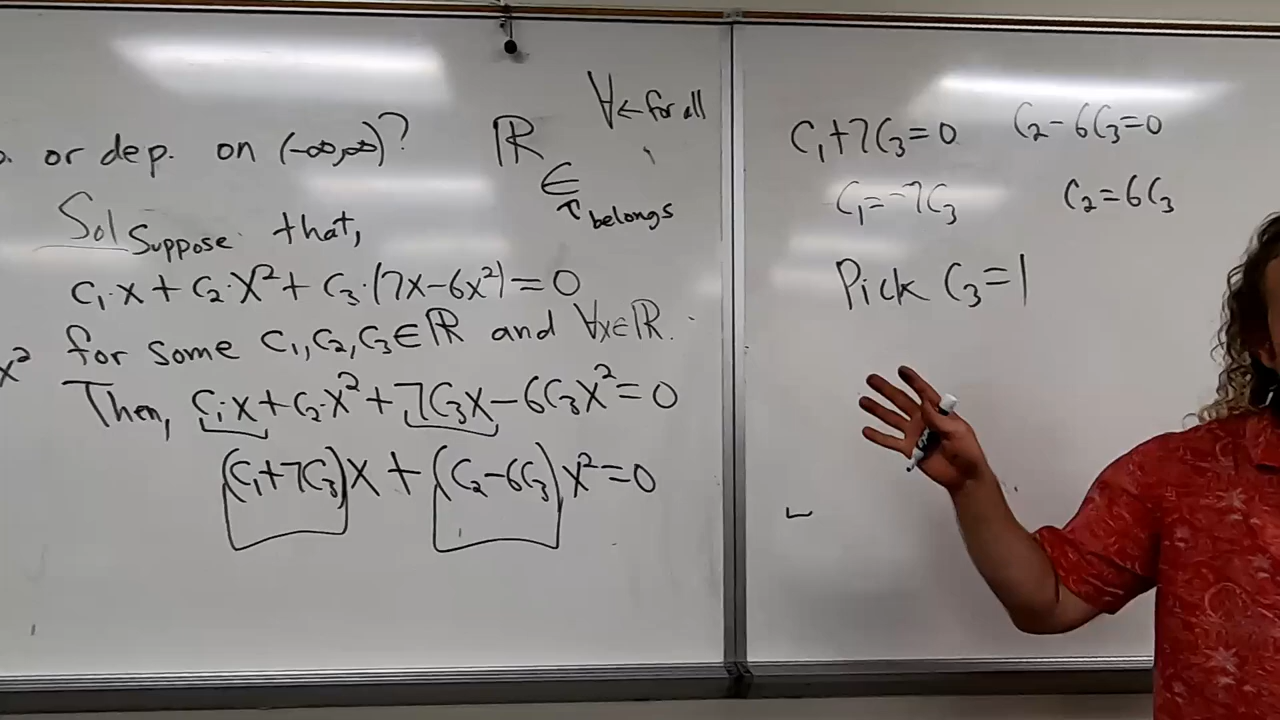 or dep. on (-∞,∞)?
ℝ
∀ ← for all
∈
belongs
Sol Suppose that,
C₁·x + C₂·x² + C₃·(7x-6x²) = 0
for some C₁,C₂,C₃∈ℝ and ∀x∈ℝ.
x²
Then, C₁·x + C₂·x² + 7C₃x - 6C₃x² = 0
(C₁+7C₃)x + (C₂-6C₃)x² = 0
C₁+7C₃=0 C₂-6C₃=0
C₁=-7C₃ C₂=6C₃
Pick C₃=1